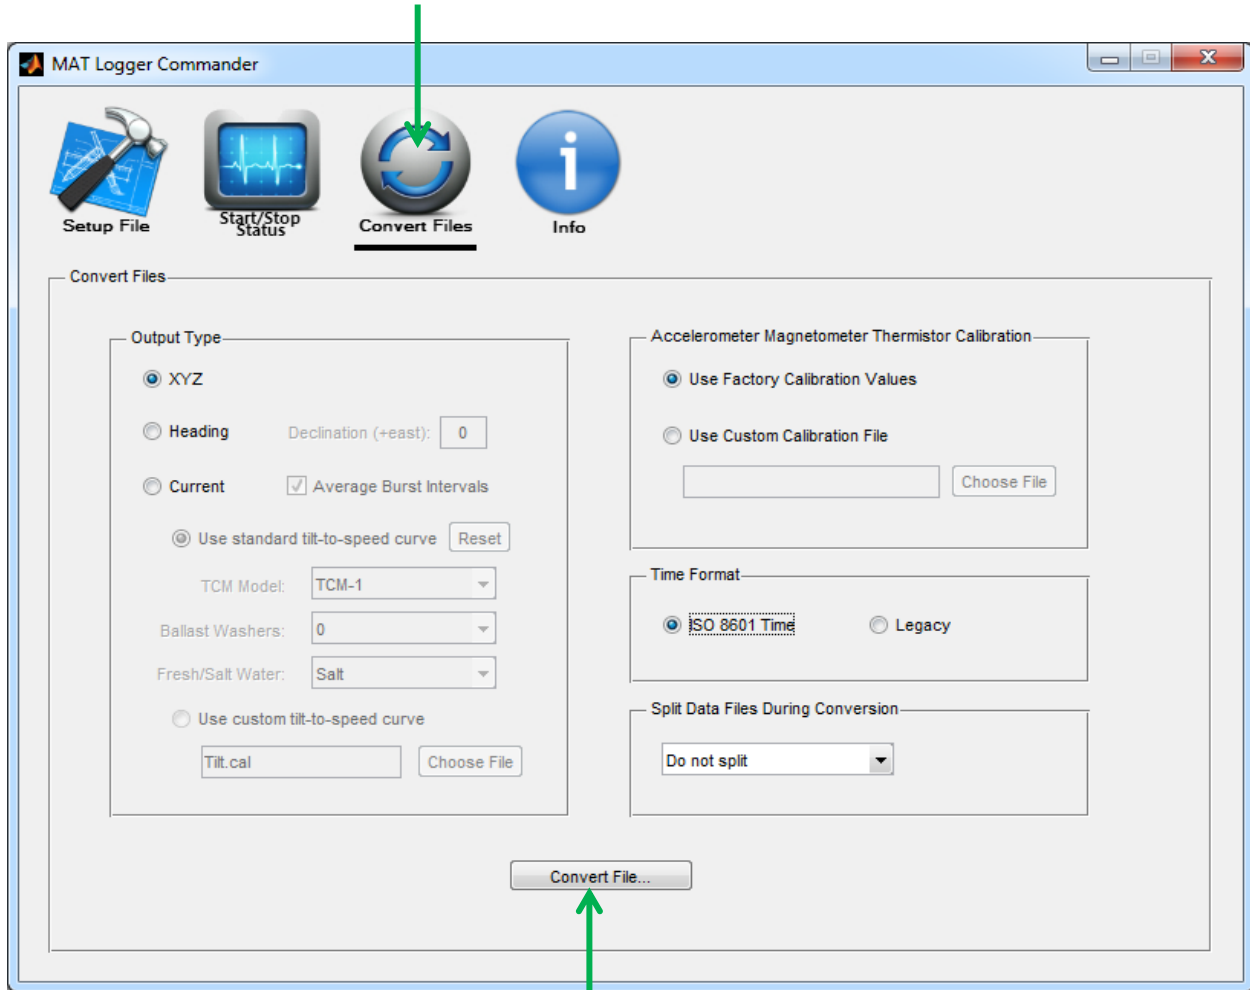 MAT Logger Commander
Setup File
Start/Stop
Status
Convert Files
Info
Convert Files
Output Type
XYZ
Heading
Declination (+east):
0
Current
Average Burst Intervals
Use standard tilt-to-speed curve
Reset
TCM Model:
TCM-1
Ballast Washers:
0
Fresh/Salt Water:
Salt
Use custom tilt-to-speed curve
Tilt.cal
Choose File
Accelerometer Magnetometer Thermistor Calibration
Use Factory Calibration Values
Use Custom Calibration File
Choose File
Time Format
ISO 8601 Time
Legacy
Split Data Files During Conversion
Do not split
Convert File...